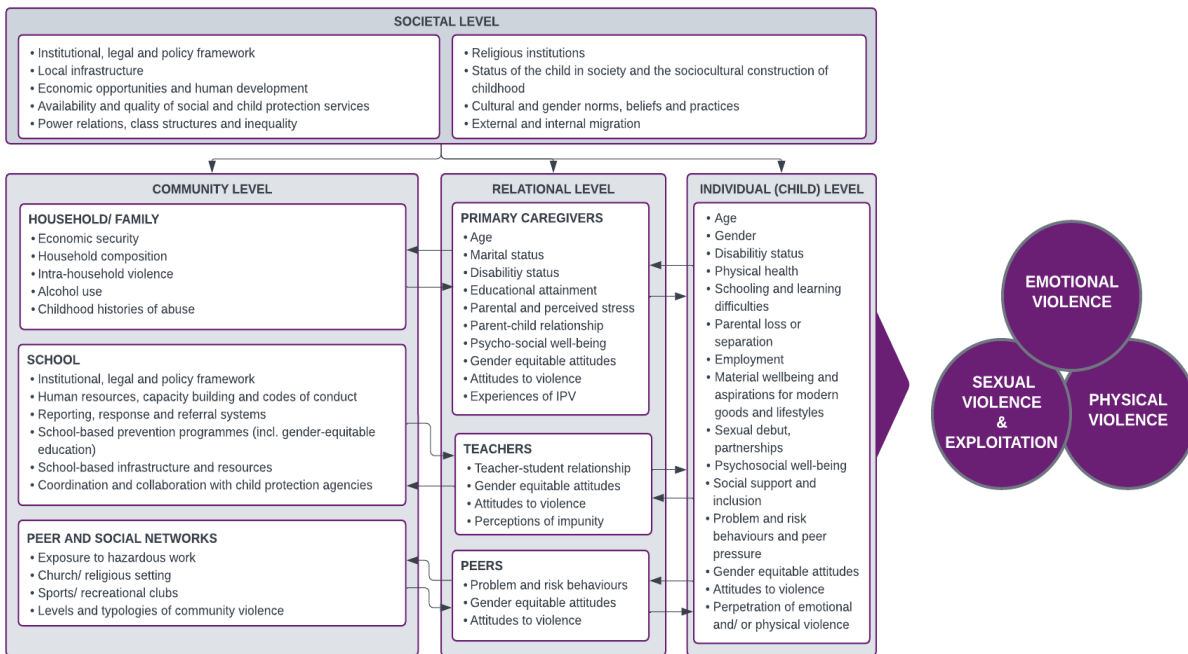 SOCIETAL LEVEL
• Institutional, legal and policy framework
• Local infrastructure
• Economic opportunities and human development
• Availability and quality of social and child protection services
• Power relations, class structures and inequality
• Religious institutions
• Status of the child in society and the sociocultural construction of
childhood
• Cultural and gender norms, beliefs and practices
• External and internal migration
COMMUNITY LEVEL
HOUSEHOLD/ FAMILY
• Economic security
• Household composition
• Intra-household violence
• Alcohol use
• Childhood histories of abuse
SCHOOL
• Institutional, legal and policy framework
• Human resources, capacity building and codes of conduct
• Reporting, response and referral systems
• School-based prevention programmes (incl. gender-equitable
education)
• School-based infrastructure and resources
• Coordination and collaboration with child protection agencies
PEER AND SOCIAL NETWORKS
• Exposure to hazardous work
• Church/ religious setting
• Sports/ recreational clubs
• Levels and typologies of community violence
RELATIONAL LEVEL
PRIMARY CAREGIVERS
• Age
• Marital status
• Disabilitiy status
• Educational attainment
• Parental and perceived stress
• Parent-child relationship
• Psycho-social well-being
• Gender equitable attitudes
• Attitudes to violence
• Experiences of IPV
TEACHERS
• Teacher-student relationship
• Gender equitable attitudes
• Attitudes to violence
• Perceptions of impunity
PEERS
• Problem and risk behaviours
• Gender equitable attitudes
• Attitudes to violence
INDIVIDUAL (CHILD) LEVEL
• Age
• Gender
• Disability status
• Physical health
• Schooling and learning
difficulties
• Parental loss or
separation
• Employment
• Material wellbeing and
aspirations for modern
goods and lifestyles
• Sexual debut,
partnerships
• Psychosocial well-being
• Social support and
inclusion
• Problem and risk
behaviours and peer
pressure
• Gender equitable attitudes
• Attitudes to violence
• Perpetration of emotional
and/ or physical violence
EMOTIONAL
VIOLENCE
SEXUAL
VIOLENCE
&
EXPLOITATION
PHYSICAL
VIOLENCE